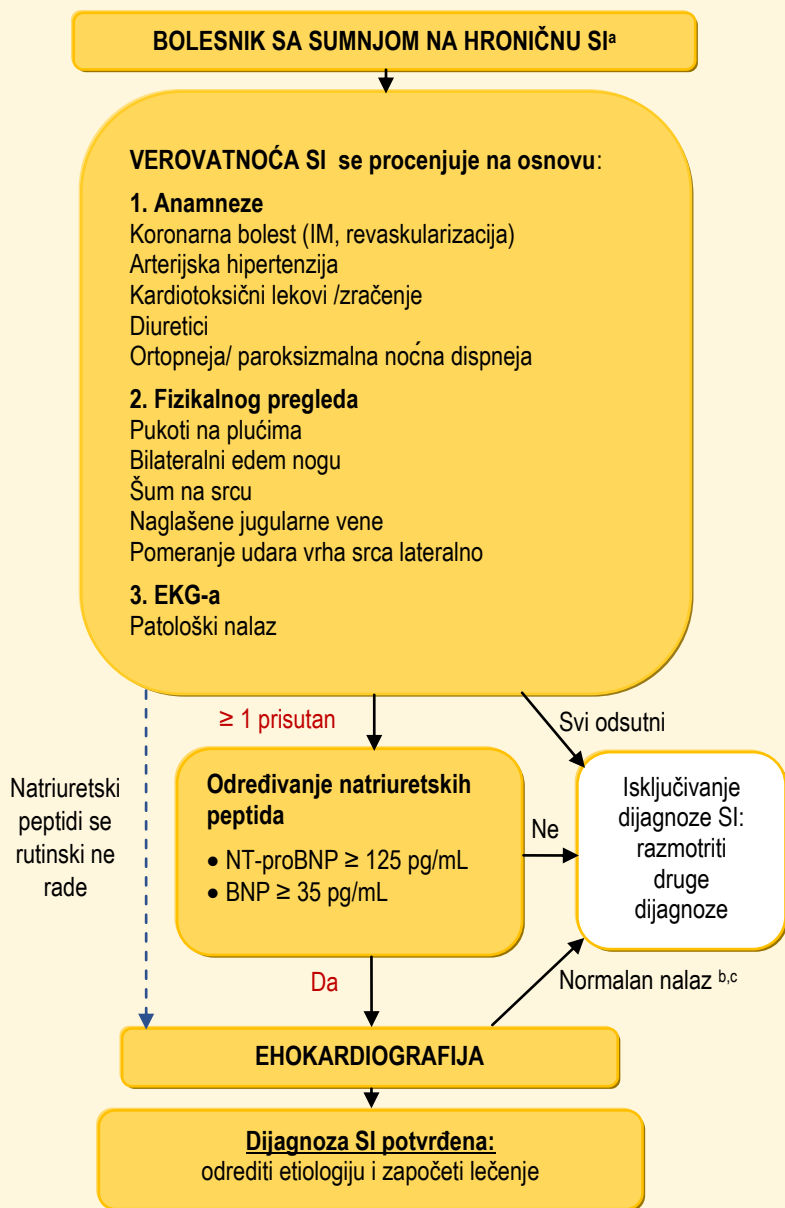 BOLESNIK SA SUMNJOM NA HRONIČNU SIᵃ
VEROVATNOĆA SI se procenjuje na osnovu:
1. Anamneze
Koronarna bolest (IM, revaskularizacija)
Arterijska hipertenzija
Kardiotoksični lekovi /zračenje
Diuretici
Ortopneja/ paroksizmalna noćna dispneja
2. Fizikalnog pregleda
Pukoti na plućima
Bilateralni edem nogu
Šum na srcu
Naglašene jugularne vene
Pomeranje udara vrha srca lateralno
3. EKG-a
Patološki nalaz
≥ 1 prisutan
Svi odsutni
Natriuretski
peptidi se
rutinski ne
rade
Određivanje natriuretskih
peptida
• NT-proBNP ≥ 125 pg/mL
• BNP ≥ 35 pg/mL
Ne
Isključivanje
dijagnoze SI:
razmotriti
druge
dijagnoze
Da
Normalan nalaz ᵇ,ᶜ
EHOKARDIOGRAFIJA
Dijagnoza SI potvrđena:
odrediti etiologiju i započeti lečenje